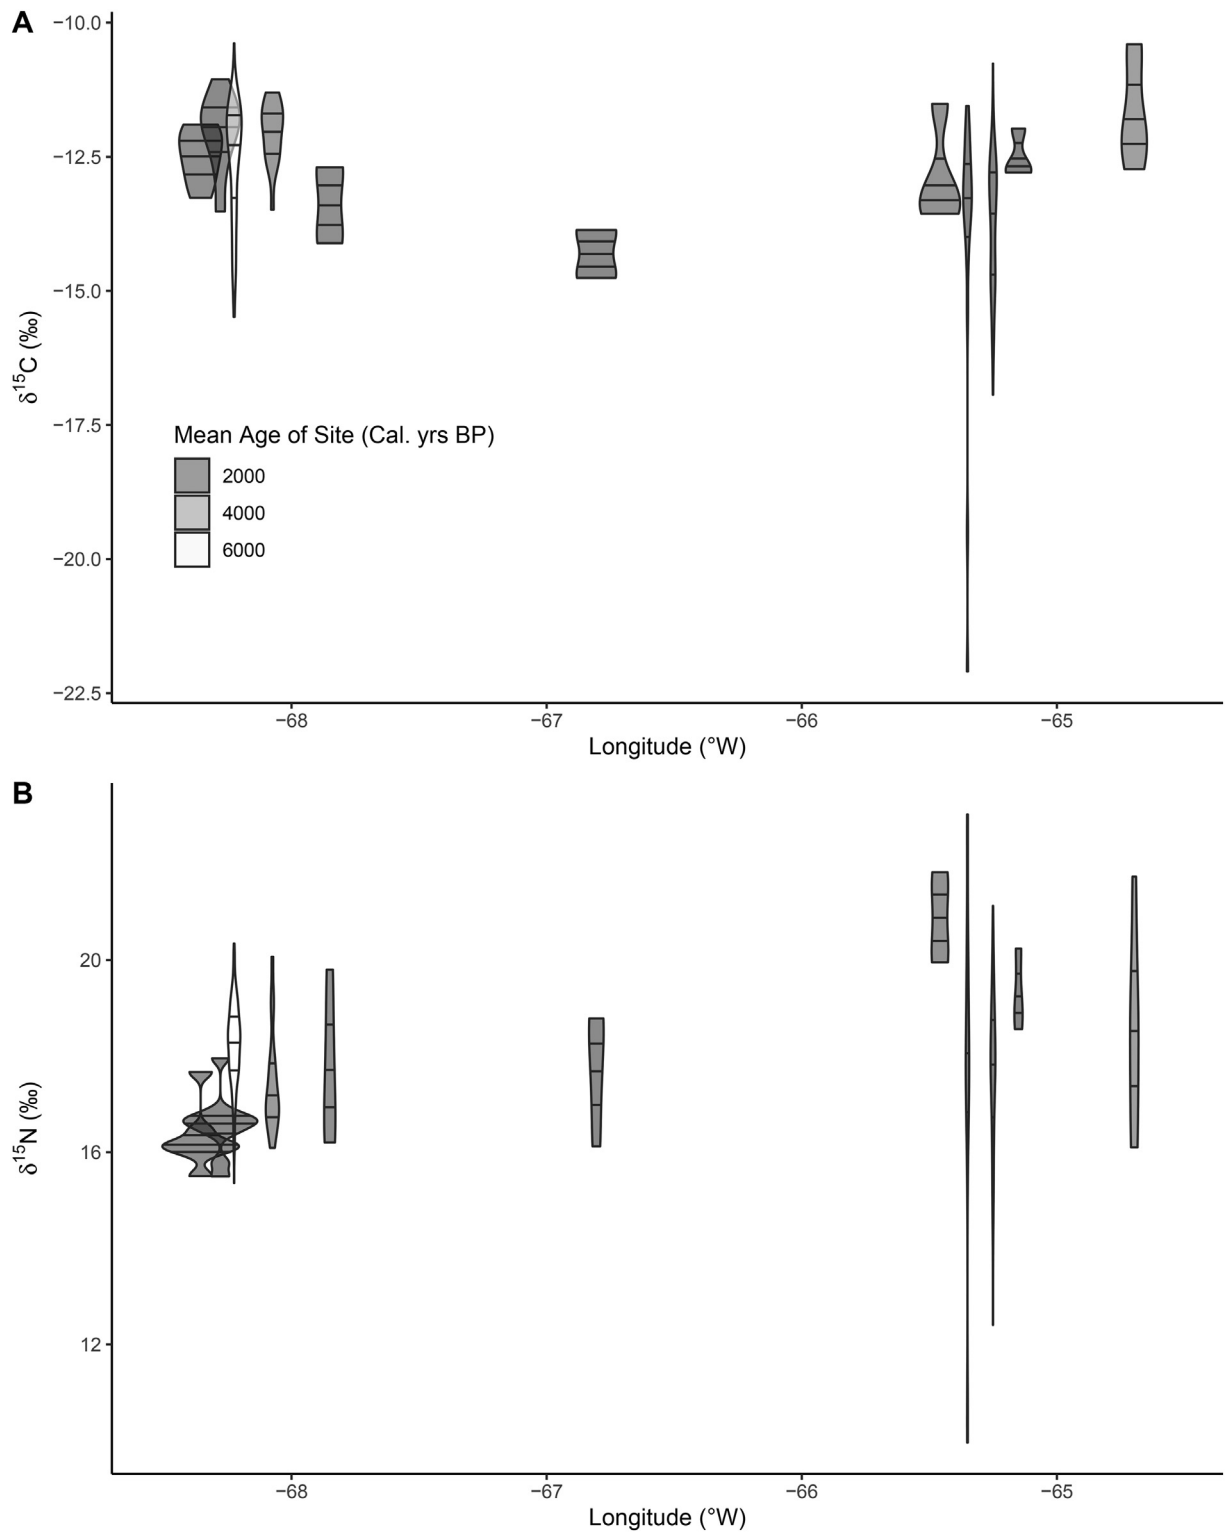 A
−10.0
−12.5
−15.0
−17.5
−20.0
−22.5
δ¹⁵C (‰)
Mean Age of Site (Cal. yrs BP)
2000
4000
6000
−68 −67 −66 −65
Longitude (°W)
B
20
16
12
δ¹⁵N (‰)
−68 −67 −66 −65
Longitude (°W)